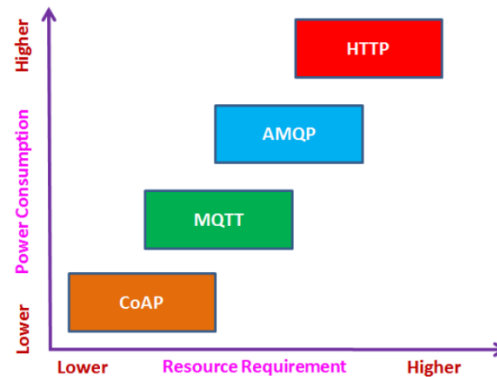 Higher
HTTP
AMQP
Power Consumption
MQTT
CoAP
Lower
Lower Resource Requirement Higher